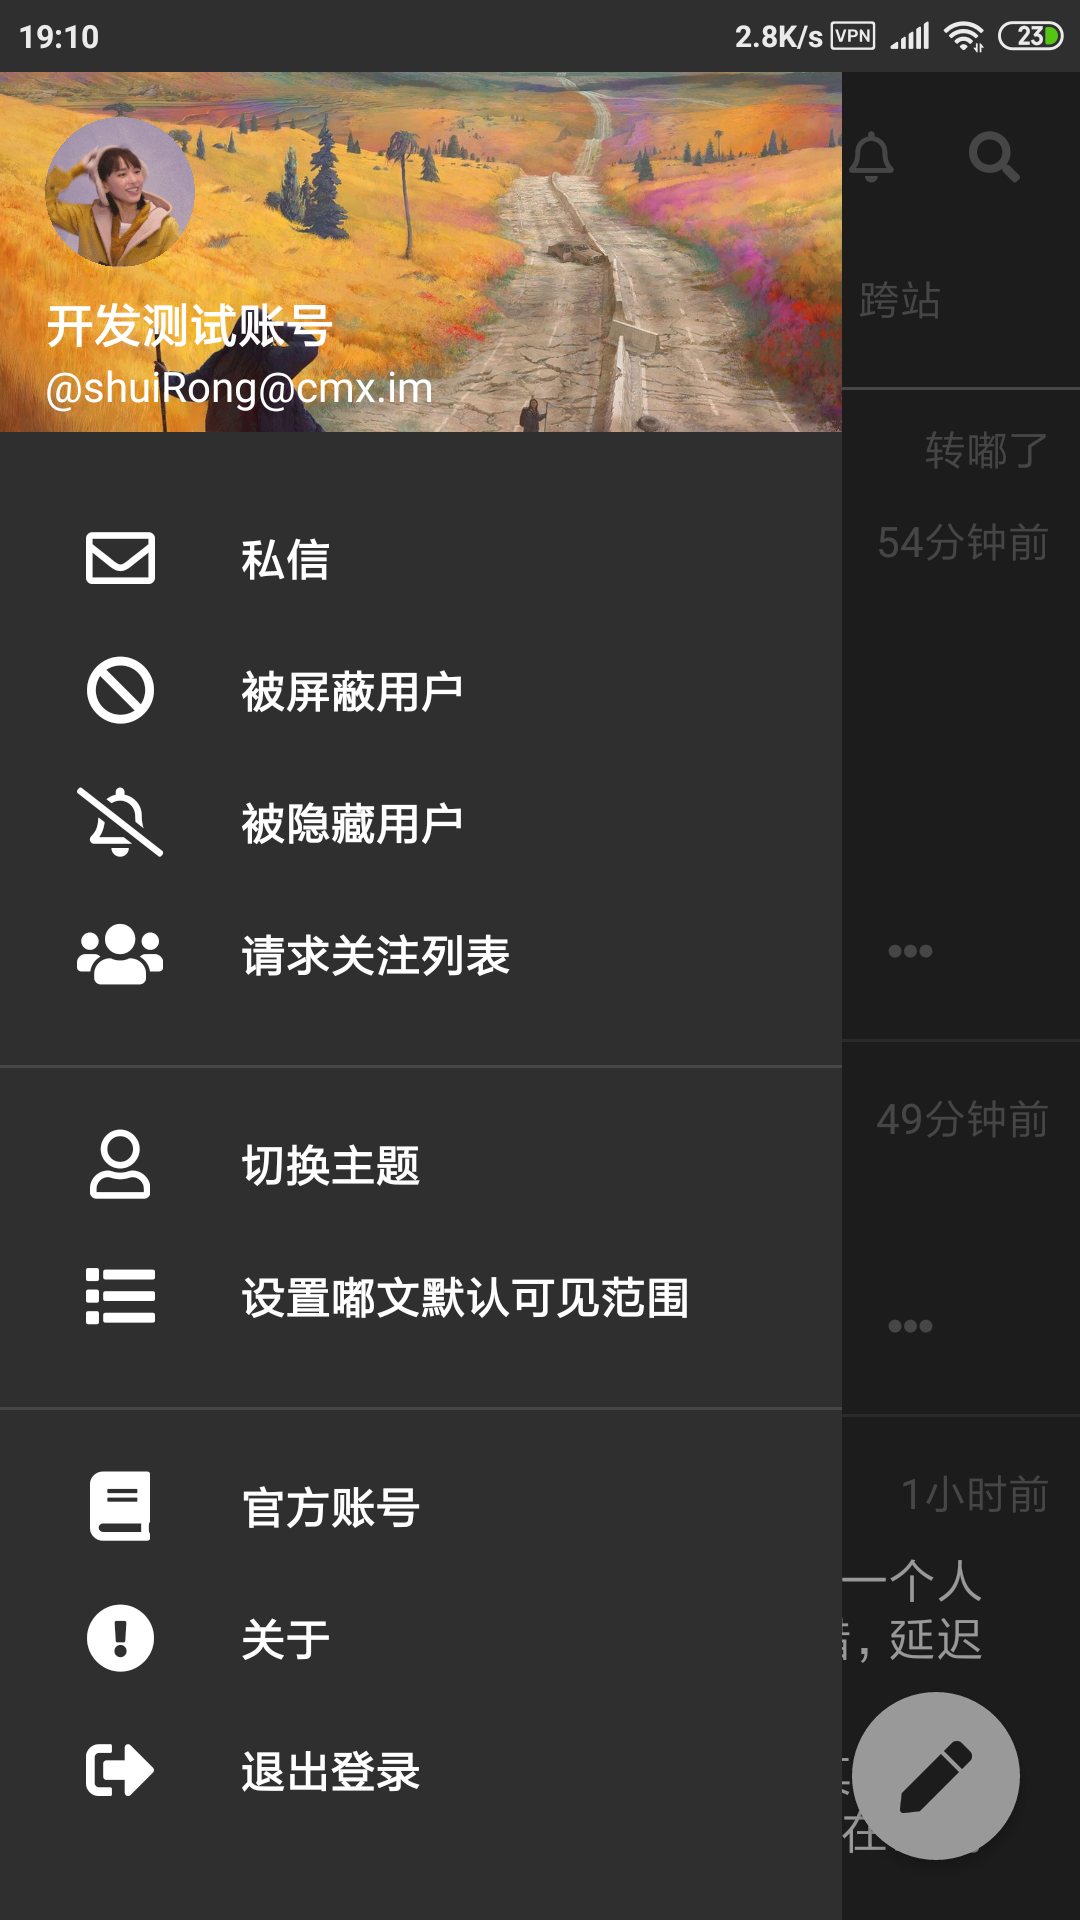 19:10
2.8K/s VPN 23
开发测试账号
@shuiRong@cmx.im
跨站
转嘟了
54分钟前
私信
被屏蔽用户
被隐藏用户
请求关注列表
49分钟前
切换主题
设置嘟文默认可见范围
1小时前
官方账号
一个人
，延迟
关于
退出登录
在